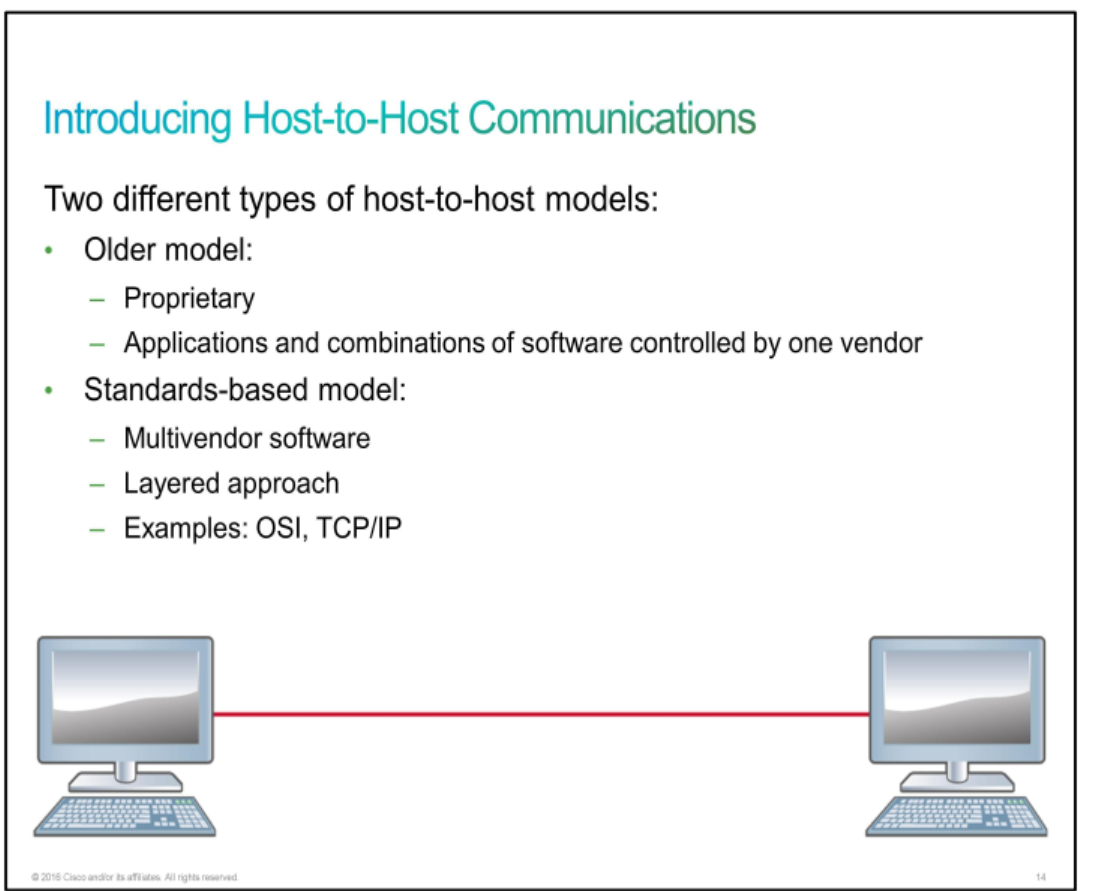 Introducing Host-to-Host Communications
Two different types of host-to-host models:
• Older model:
– Proprietary
– Applications and combinations of software controlled by one vendor
• Standards-based model:
– Multivendor software
– Layered approach
– Examples: OSI, TCP/IP
© 2016 Cisco and/or its affiliates. All rights reserved.
14